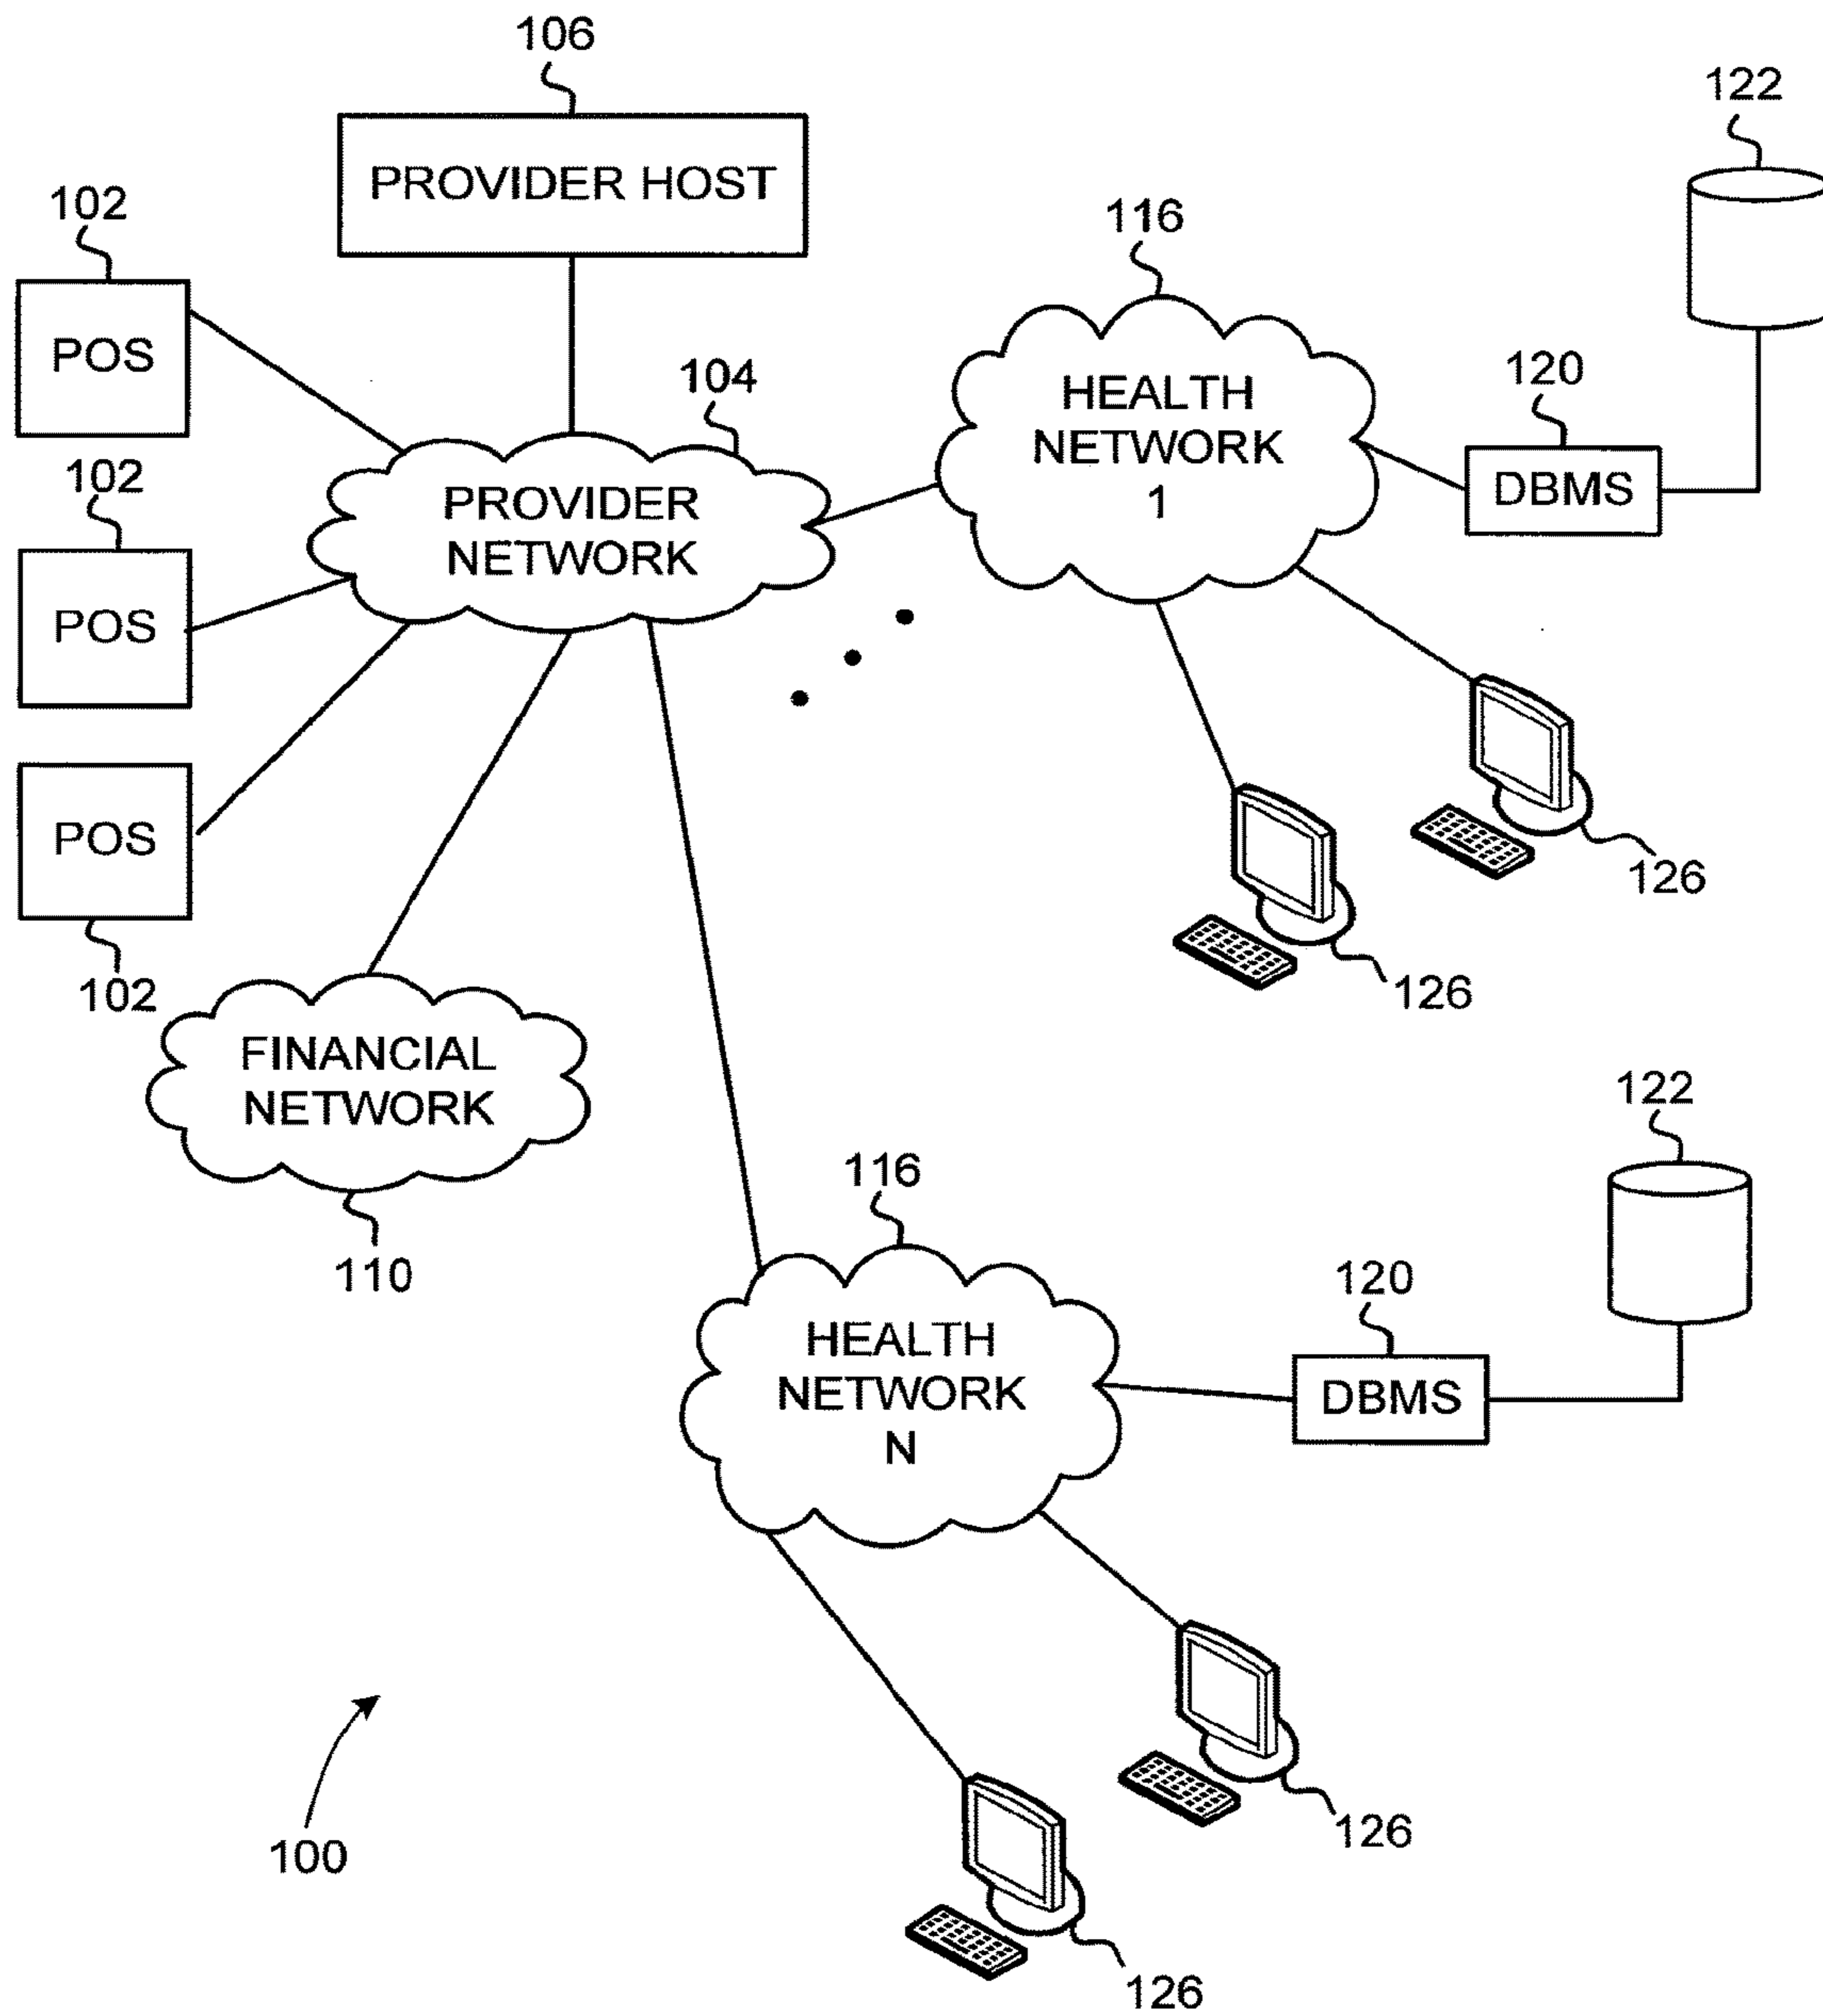 106
PROVIDER HOST
122
102
POS
116
HEALTH
NETWORK
1
104
PROVIDER
NETWORK
120
DBMS
102
POS
POS
102
126
126
FINANCIAL
NETWORK
110
116
HEALTH
NETWORK
N
122
120
DBMS
126
126
100